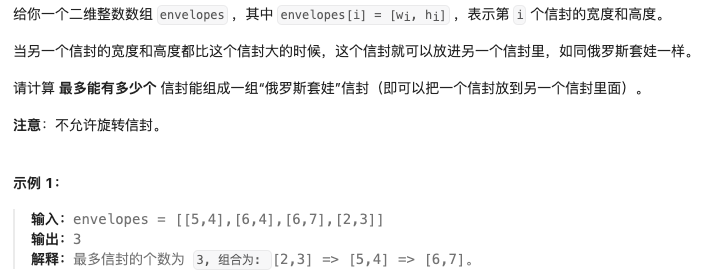 给你一个二维整数数组 envelopes ，其中 envelopes[i] = [wi, hi] ，表示第 i 个信封的宽度和高度。
当另一个信封的宽度和高度都比这个信封大的时候，这个信封就可以放进另一个信封里，如同俄罗斯套娃一样。
请计算 最多能有多少个 信封能组成一组“俄罗斯套娃”信封（即可以把一个信封放到另一个信封里面）。
注意：不允许旋转信封。
示例 1：
输入：envelopes = [[5,4],[6,4],[6,7],[2,3]]
输出：3
解释：最多信封的个数为 3, 组合为: [2,3] => [5,4] => [6,7]。